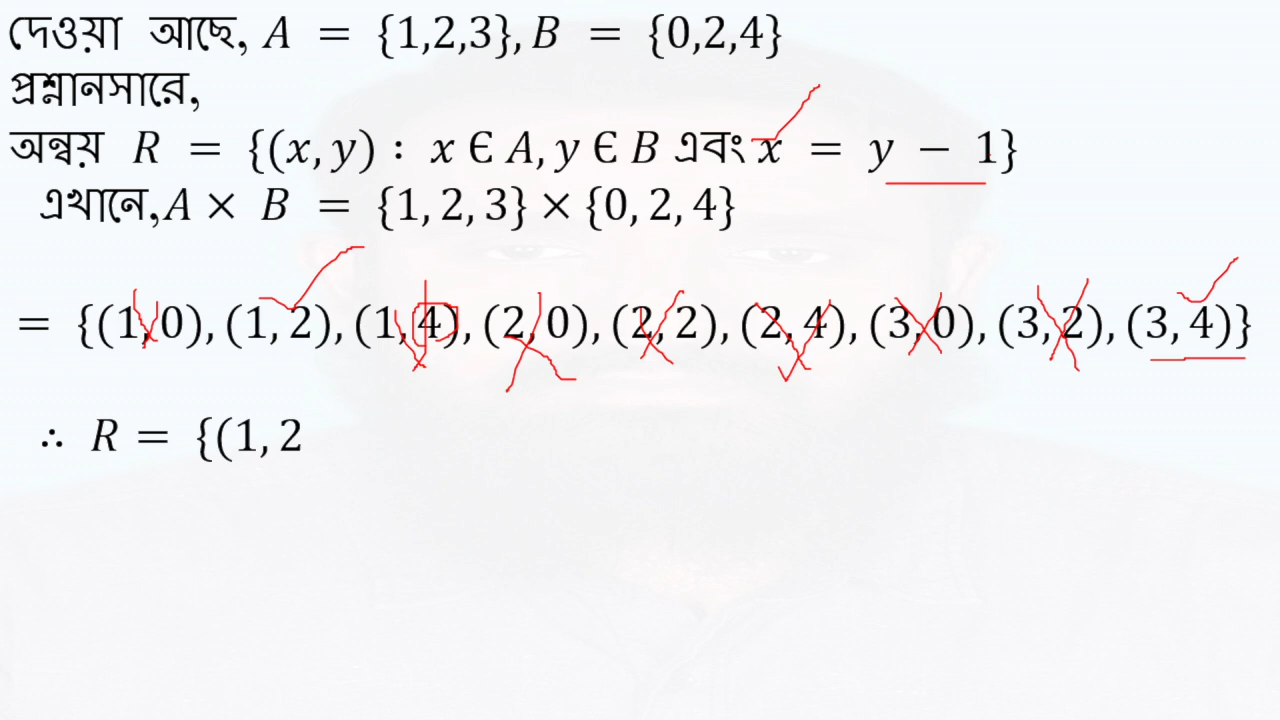 দেওয়া আছে, A = {1,2,3}, B = {0,2,4}
প্রশ্নানসারে,
অন্বয় R = {(x, y) : x Є A, y Є B এবং x = y − 1}
এখানে, A × B = {1, 2, 3} × {0, 2, 4}
= {(1, 0), (1, 2), (1, 4), (2, 0), (2, 2), (2, 4), (3, 0), (3, 2), (3, 4)}
∴ R = {(1, 2